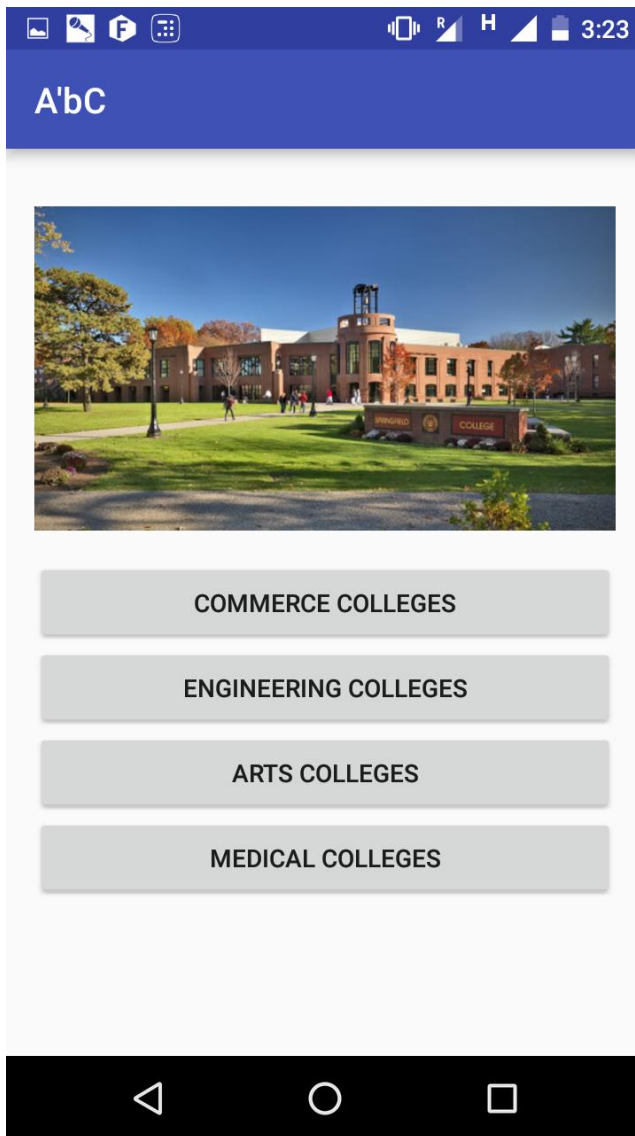 R H 3:23
A'bC
SPRINGFIELD COLLEGE
COMMERCE COLLEGES
ENGINEERING COLLEGES
ARTS COLLEGES
MEDICAL COLLEGES